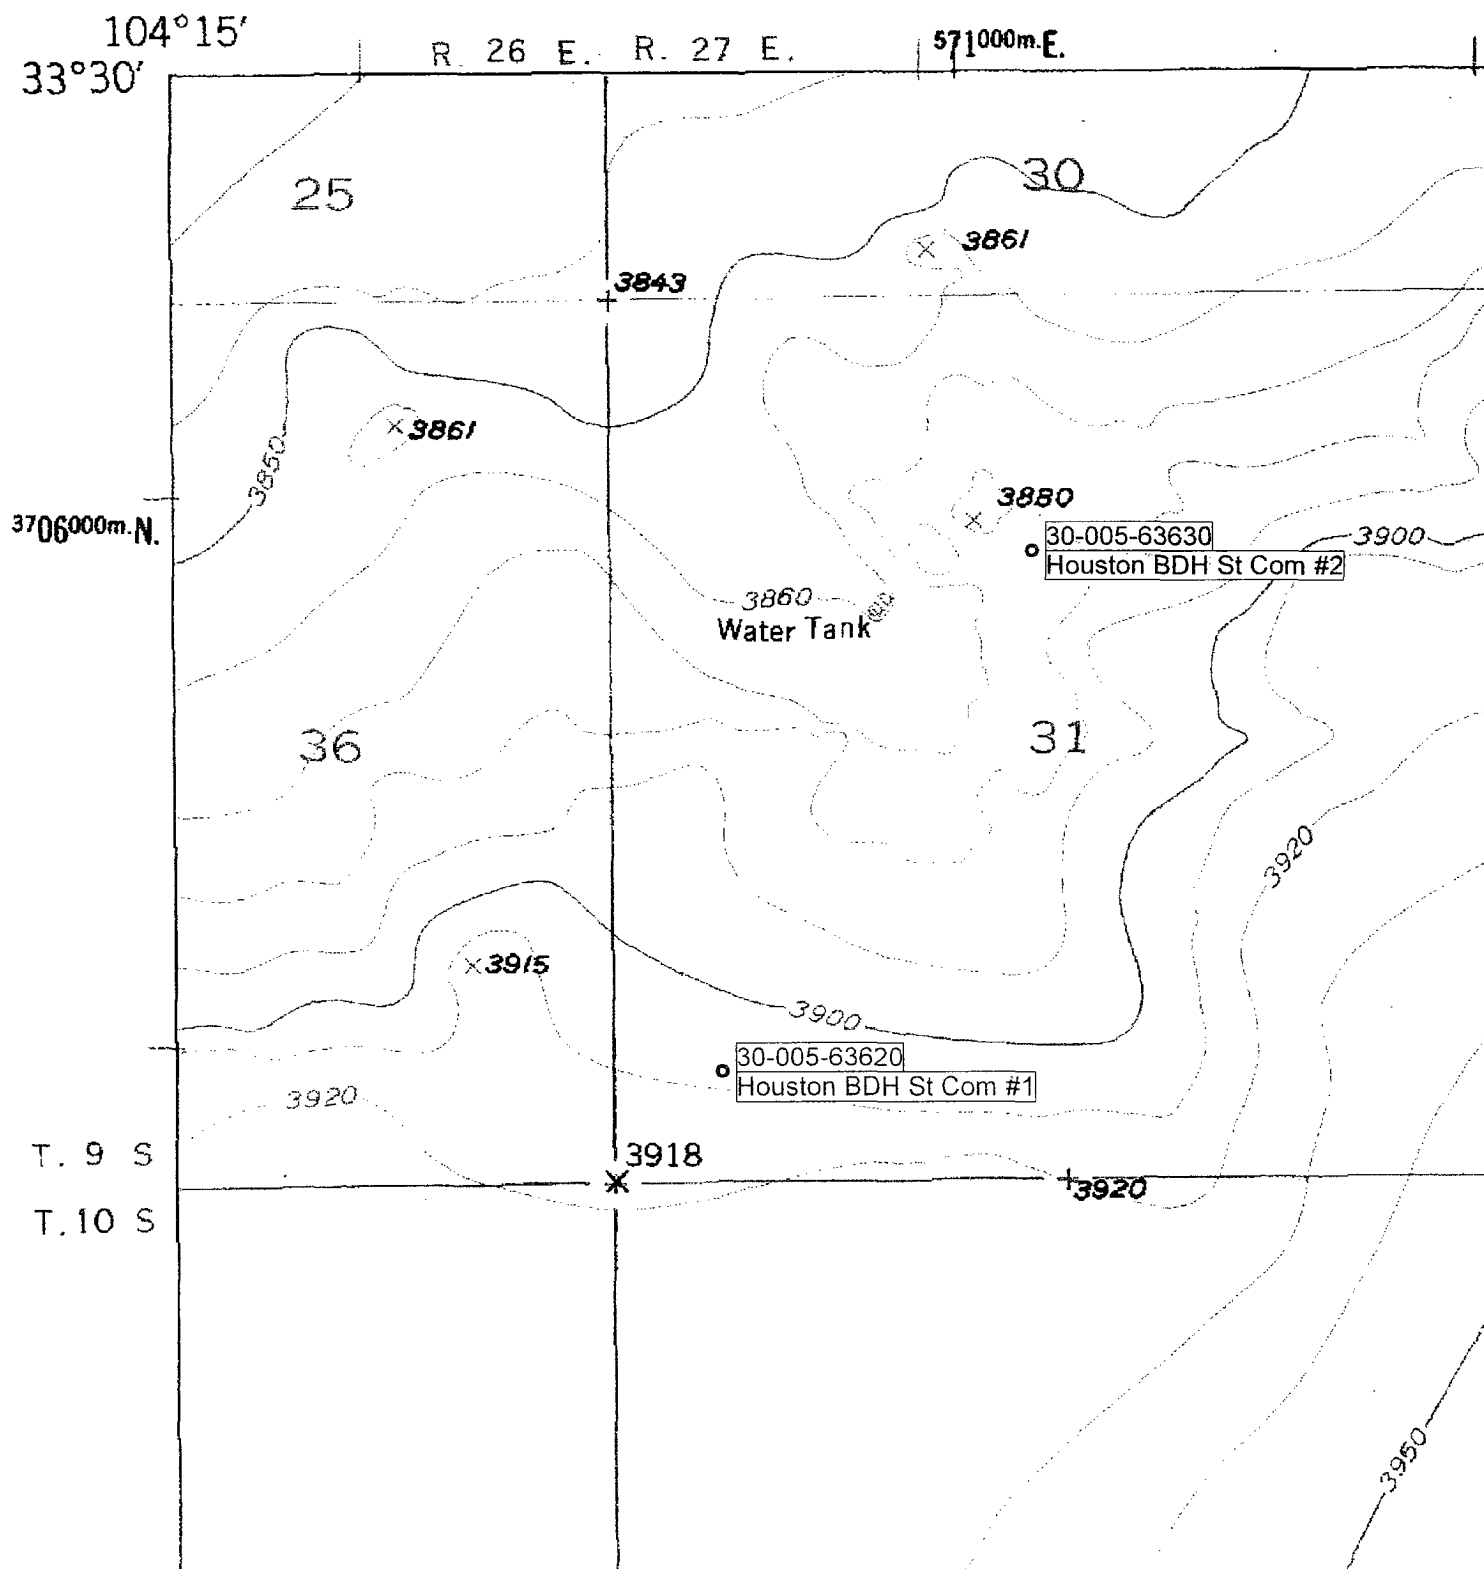 104°15′
R. 26 E. R. 27 E.
571000m.E.
33°30′
25
30
3861
3843
3861
3850
3880
3706000m.N.
30-005-63630
Houston BDH St Com #2
3900
3860
Water Tank
36
31
3920
3915
3900
30-005-63620
Houston BDH St Com #1
3920
T. 9 S
3918
3920
T. 10 S
3950